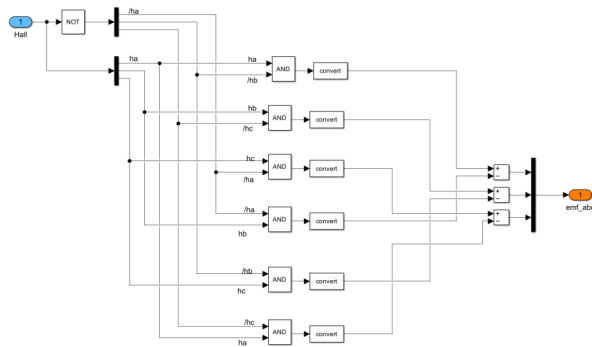 /ha
1
NOT
Hall
ha
ha
AND
convert
/hb
hb
AND
convert
/hc
hc
AND
convert
/ha
+
−
+
−
+
−
1
emf_abc
/ha
AND
convert
hb
/hb
AND
convert
hc
/hc
AND
convert
ha